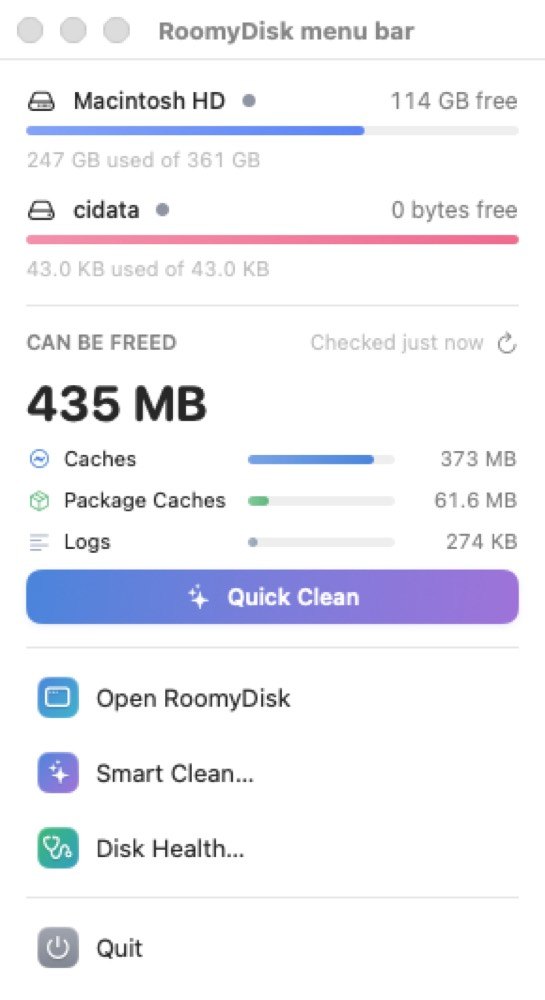 RoomyDisk menu bar
Macintosh HD 114 GB free
247 GB used of 361 GB
cidata 0 bytes free
43.0 KB used of 43.0 KB
CAN BE FREED Checked just now
435 MB
Caches 373 MB
Package Caches 61.6 MB
Logs 274 KB
Quick Clean
Open RoomyDisk
Smart Clean...
Disk Health...
Quit